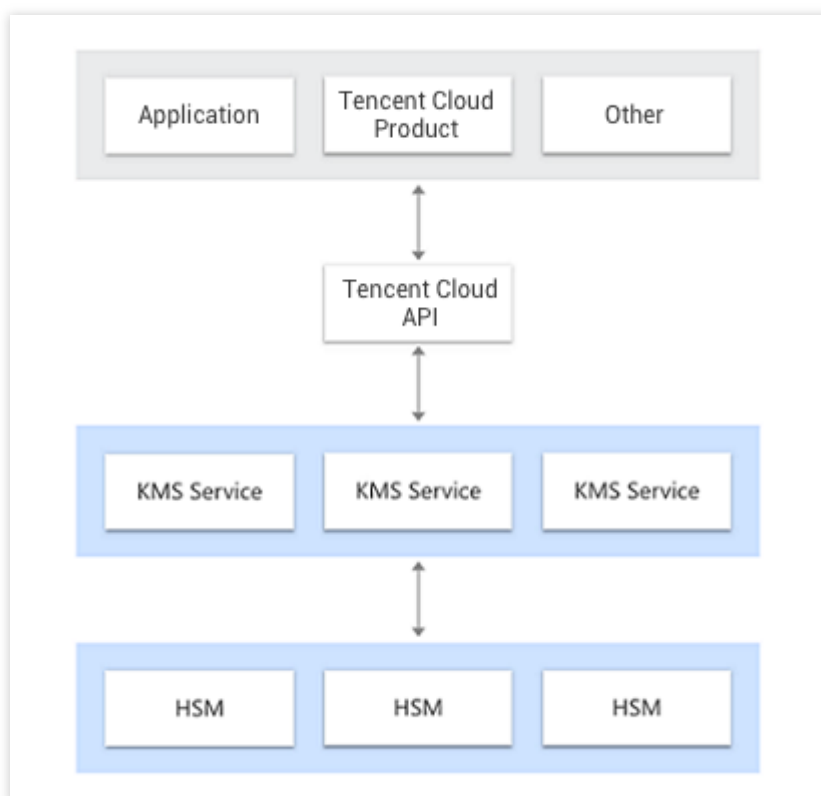 Application
Tencent Cloud
Product
Other
Tencent Cloud
API
KMS Service
KMS Service
KMS Service
HSM
HSM
HSM